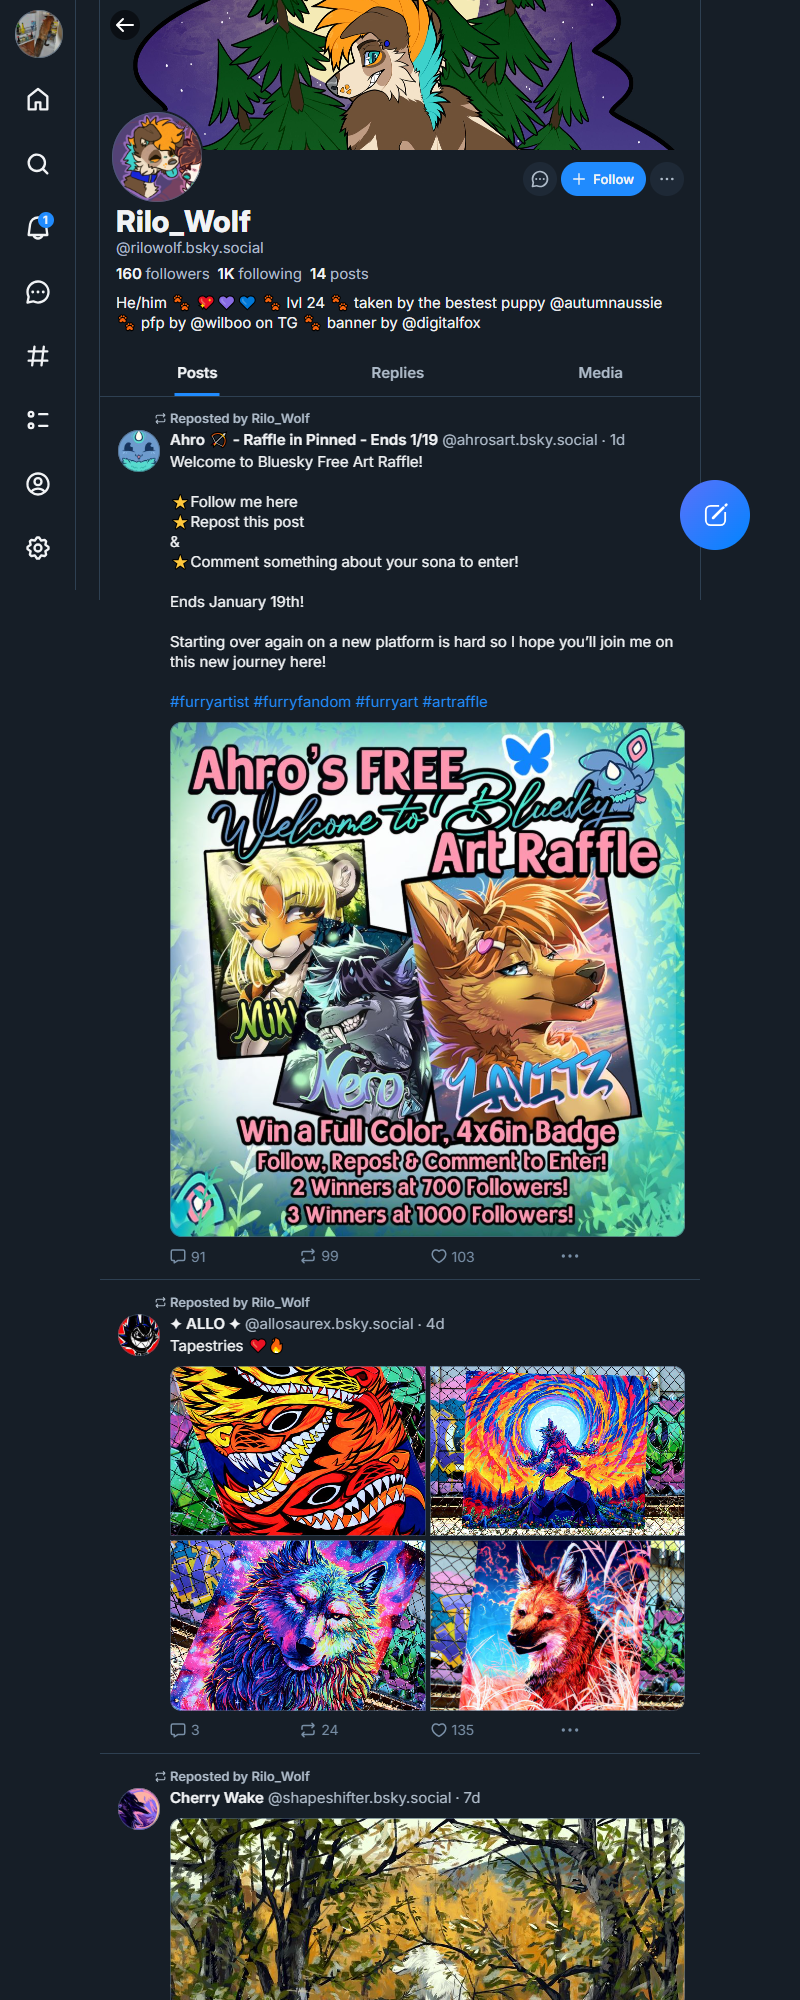 1
Follow
Rilo_Wolf
@rilowolf.bsky.social
160 followers 1K following 14 posts
He/him 🐾 💖 💜 💙 🐾 lvl 24 🐾 taken by the bestest puppy @autumnaussie
🐾 pfp by @wilboo on TG 🐾 banner by @digitalfox
Posts Replies Media
Reposted by Rilo_Wolf
Ahro 🏹 - Raffle in Pinned - Ends 1/19 @ahrosart.bsky.social · 1d
Welcome to Bluesky Free Art Raffle!
⭐Follow me here
⭐Repost this post
&
⭐Comment something about your sona to enter!
Ends January 19th!
Starting over again on a new platform is hard so I hope you’ll join me on
this new journey here!
#furryartist #furryfandom #furryart #artraffle
Ahro's FREE
Welcome to Bluesky
Art Raffle
Miki
Nero
LAVITZ
Win a Full Color, 4x6in Badge
Follow, Repost & Comment to Enter!
2 Winners at 700 Followers!
3 Winners at 1000 Followers!
91 99 103
Reposted by Rilo_Wolf
✦ ALLO ✦ @allosaurex.bsky.social · 4d
Tapestries ❤️🔥
3 24 135
Reposted by Rilo_Wolf
Cherry Wake @shapeshifter.bsky.social · 7d